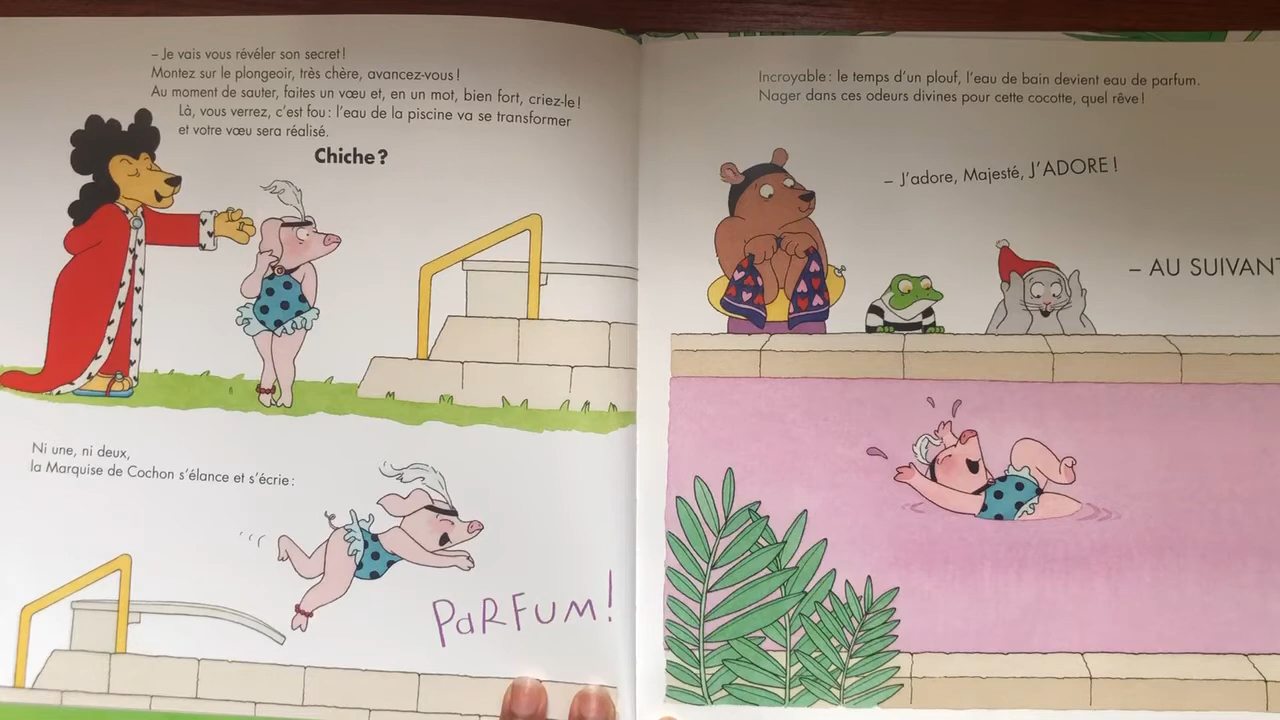 – Je vais vous révéler son secret !
Montez sur le plongeoir, très chère, avancez-vous !
Au moment de sauter, faites un vœu et, en un mot, bien fort, criez-le !
Là, vous verrez, c'est fou : l'eau de la piscine va se transformer
et votre vœu sera réalisé.
Chiche ?
Ni une, ni deux,
la Marquise de Cochon s'élance et s'écrie :
PaRFUM !
Incroyable : le temps d'un plouf, l'eau de bain devient eau de parfum.
Nager dans ces odeurs divines pour cette cocotte, quel rêve !
– J'adore, Majesté, J'ADORE !
– AU SUIVANT